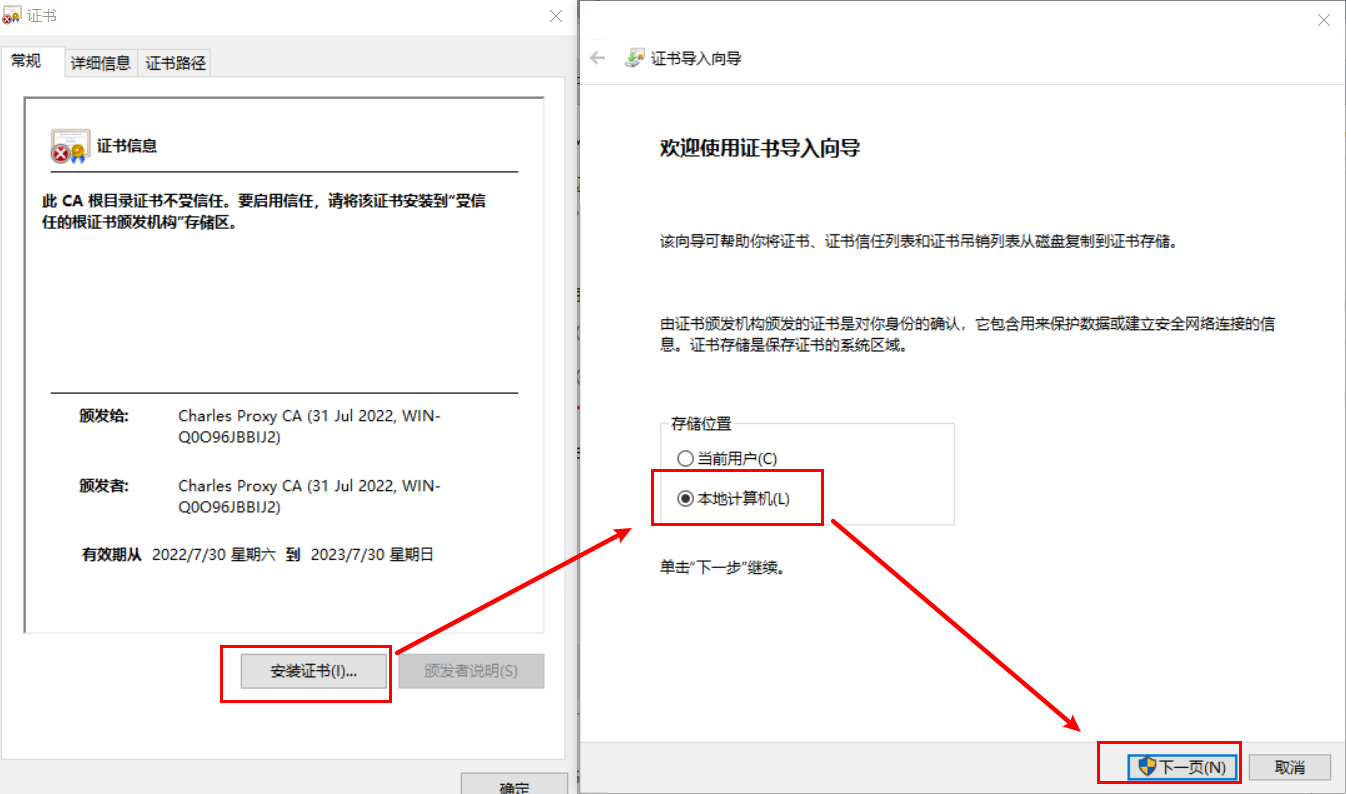 证书
常规
详细信息
证书路径
证书信息
此 CA 根目录证书不受信任。要启用信任，请将该证书安装到“受信
任的根证书颁发机构”存储区。
颁发给:
Charles Proxy CA (31 Jul 2022, WIN-
Q0O96JBBIJ2)
颁发者:
Charles Proxy CA (31 Jul 2022, WIN-
Q0O96JBBIJ2)
有效期从 2022/7/30 星期六 到 2023/7/30 星期日
安装证书(I)...
颁发者说明(S)
确定
证书导入向导
欢迎使用证书导入向导
该向导可帮助你将证书、证书信任列表和证书吊销列表从磁盘复制到证书存储。
由证书颁发机构颁发的证书是对你身份的确认，它包含用来保护数据或建立安全网络连接的信
息。证书存储是保存证书的系统区域。
存储位置
当前用户(C)
本地计算机(L)
单击“下一步”继续。
下一页(N)
取消